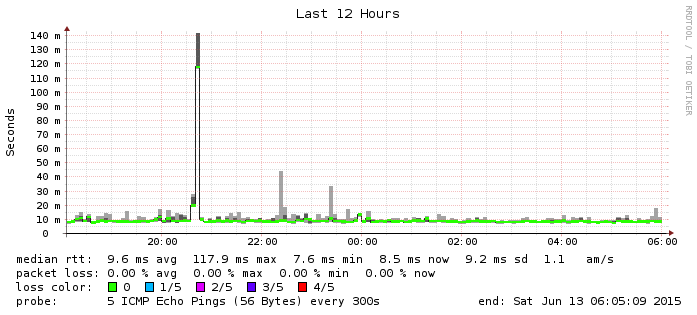 Last 12 Hours
RRDTOOL / TOBI OETIKER
Seconds
140 m
130 m
120 m
110 m
100 m
90 m
80 m
70 m
60 m
50 m
40 m
30 m
20 m
10 m
0
20:00 22:00 00:00 02:00 04:00 06:00
median rtt: 9.6 ms avg 117.9 ms max 7.6 ms min 8.5 ms now 9.2 ms sd 1.1 am/s
packet loss: 0.00 % avg 0.00 % max 0.00 % min 0.00 % now
loss color: 0 1/5 2/5 3/5 4/5
probe: 5 ICMP Echo Pings (56 Bytes) every 300s end: Sat Jun 13 06:05:09 2015